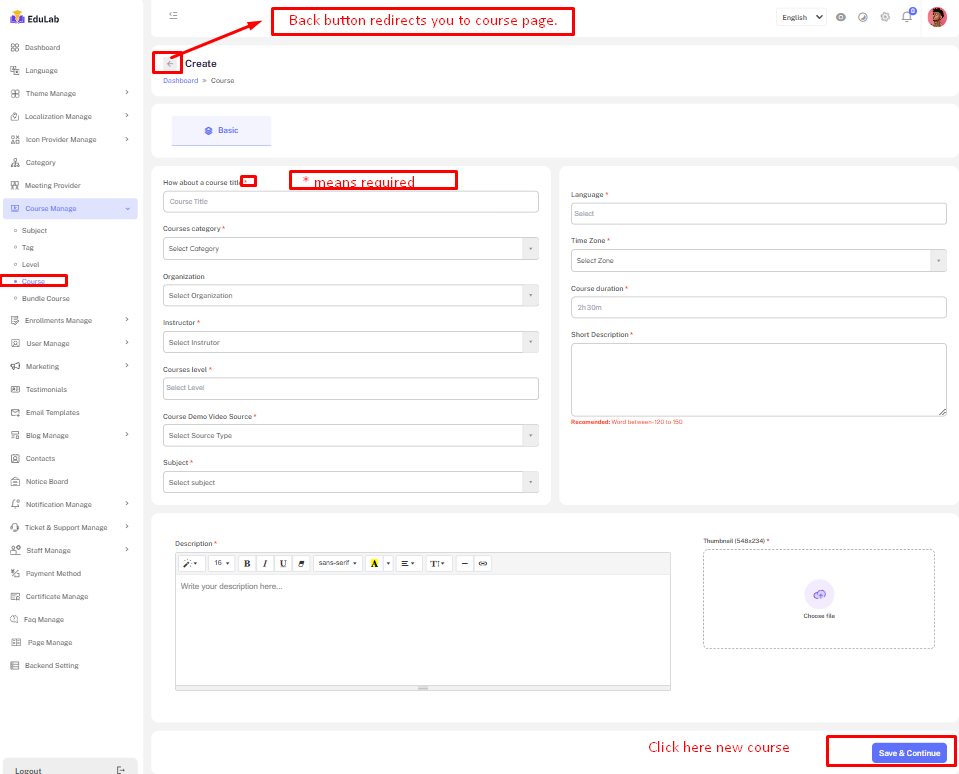 EduLab
Dashboard
Language
Theme Manage
Localization Manage
Icon Provider Manage
Category
Meeting Provider
Course Manage
Subject
Tag
Level
Course
Bundle Course
Enrollments Manage
User Manage
Marketing
Testimonials
Email Templates
Blog Manage
Contacts
Notice Board
Notification Manage
Ticket & Support Manage
Staff Manage
Payment Method
Certificate Manage
Faq Manage
Page Manage
Backend Setting
Logout
Back button redirects you to course page.
English
0
Create
Dashboard » Course
Basic
How about a course title *
* means required
Course Title
Courses category *
Select Category
Organization
Select Organization
Instructor *
Select Instrutor
Courses level *
Select Level
Course Demo Video Source *
Select Source Type
Subject *
Select subject
Language *
Select
Time Zone *
Select Zone
Course duration *
2h 30m
Short Description *
Recomended: Word between-120 to 150
Description *
16 B I U sans-serif A T
Write your description here...
Thumbnail (548x234) *
Choose file
Click here new course
Save & Continue